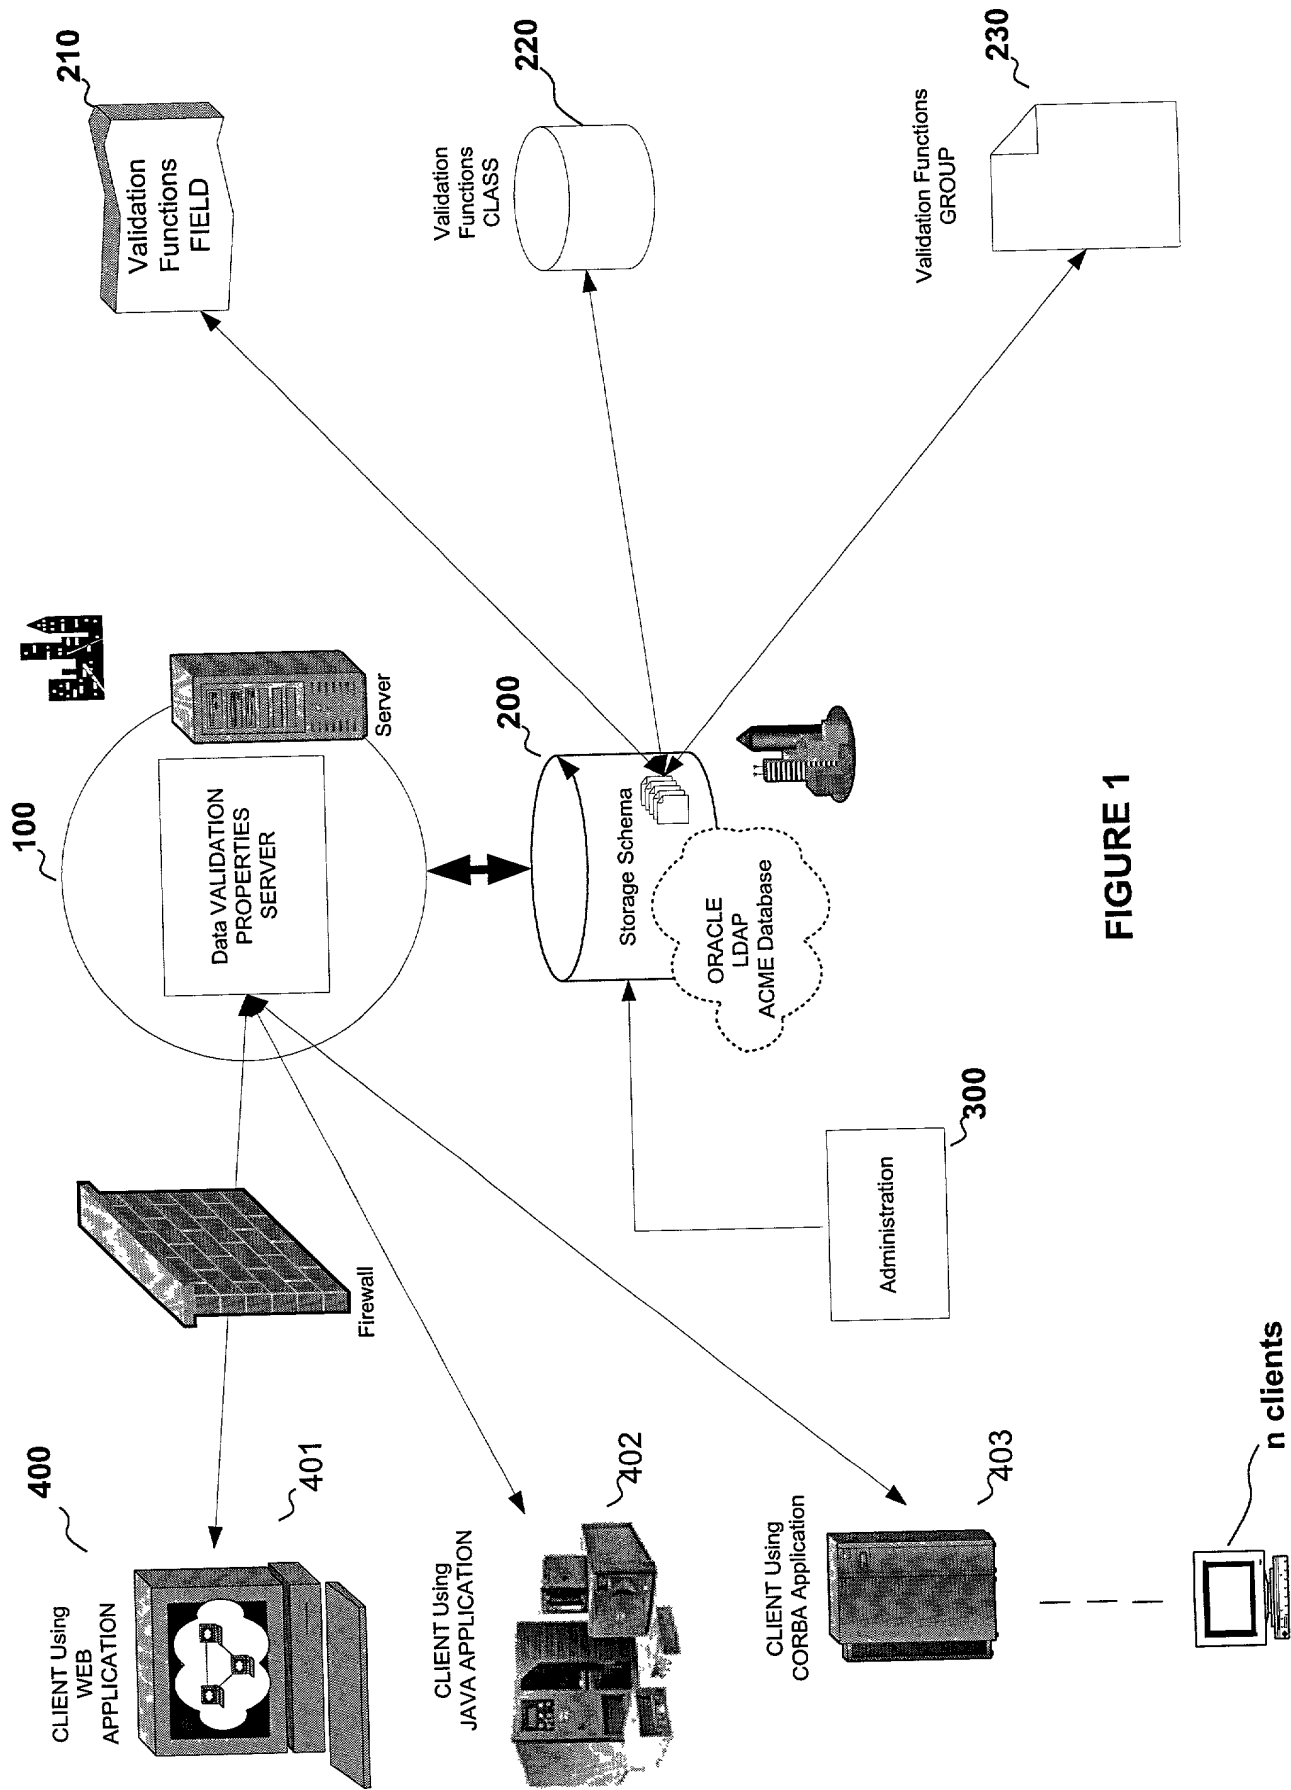 400
CLIENT Using
WEB
APPLICATION
401
Firewall
100
Data VALIDATION
PROPERTIES
SERVER
Server
210
Validation
Functions
FIELD
CLIENT Using
JAVA APPLICATION
402
200
Storage Schema
ORACLE
LDAP
ACME Database
Validation
Functions
CLASS
220
CLIENT Using
CORBA Application
403
Administration
300
Validation Functions
GROUP
230
n clients
FIGURE 1